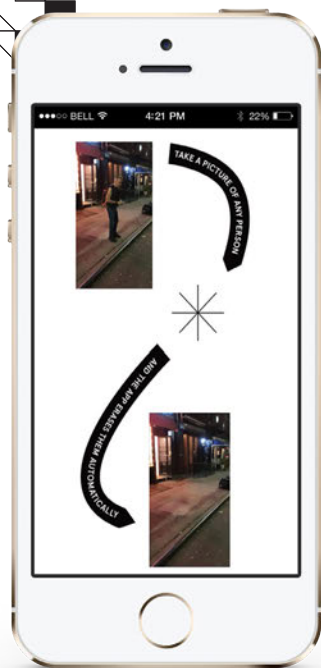 BELL 4:21 PM 22%
TAKE A PICTURE OF ANY PERSON
AND THE APP ERASES THEM AUTOMATICALLY